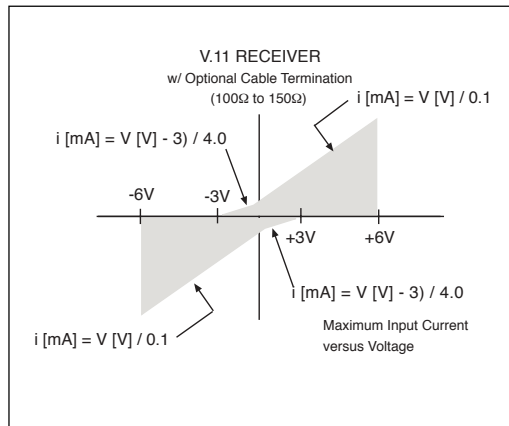 V.11 RECEIVER
w/ Optional Cable Termination
(100Ω to 150Ω)
i [mA] = V [V] / 0.1
i [mA] = V [V] - 3) / 4.0
-6V
-3V
+3V
+6V
i [mA] = V [V] - 3) / 4.0
i [mA] = V [V] / 0.1
Maximum Input Current
versus Voltage